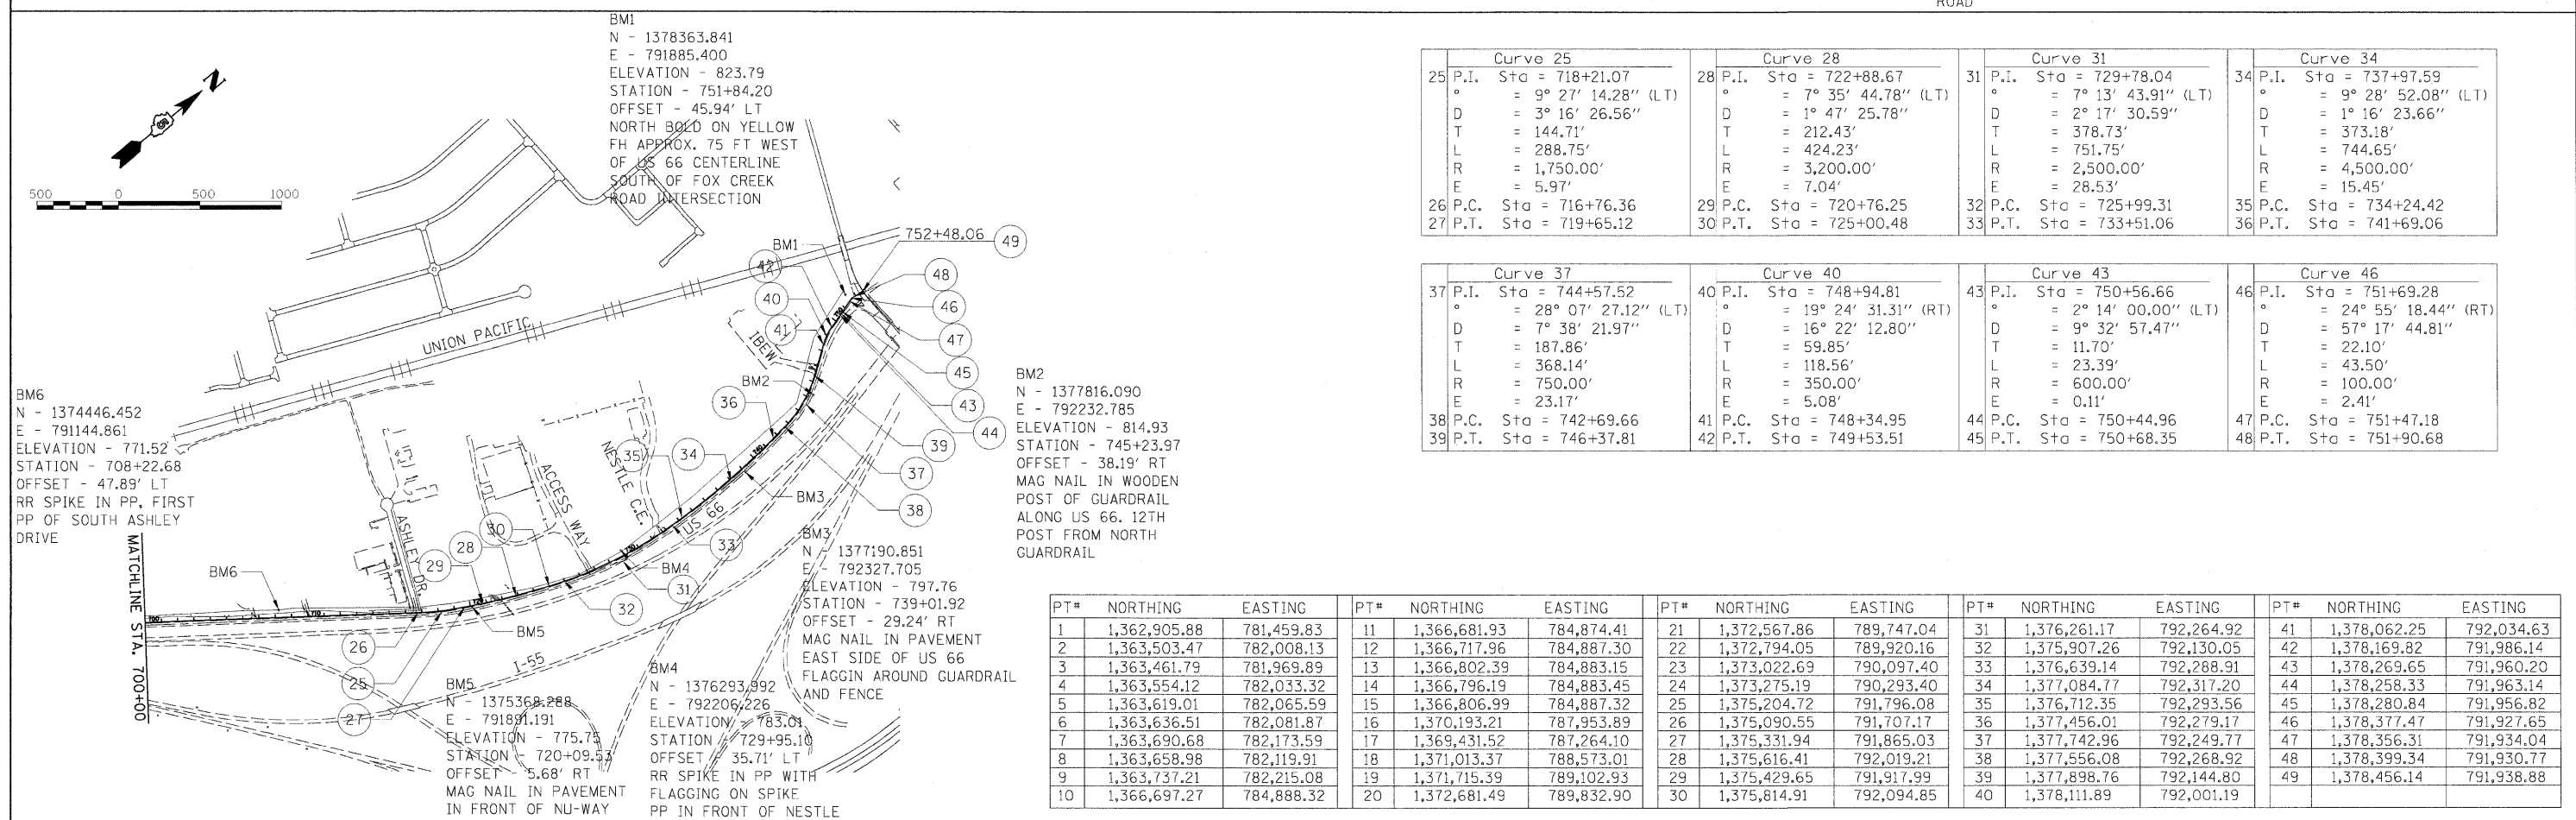 ROAD
BM1
N - 1378363.841
E - 791885.400
ELEVATION - 823.79
STATION - 751+84.20
OFFSET - 45.94' LT
NORTH BOLD ON YELLOW
FH APPROX. 75 FT WEST
OF US 66 CENTERLINE
SOUTH OF FOX CREEK
ROAD INTERSECTION
N
500 0 500 1000
UNION PACIFIC
BM1
752+48.06
49
48
46
47
45
43
44
42
40
41
IBEW
BM2
36
39
37
38
34
35
BM3
33
US 66
NESTLE C.E.
ACCESS WAY
ASHLEY DR.
30
28
29
BM4
31
32
BM5
26
25
27
I-55
BM6
MATCHLINE STA. 700+00
BM6
N - 1374446.452
E - 791144.861
ELEVATION - 771.52
STATION - 708+22.68
OFFSET - 47.89' LT
RR SPIKE IN PP, FIRST
PP OF SOUTH ASHLEY
DRIVE
BM2
N - 1377816.090
E - 792232.785
ELEVATION - 814.93
STATION - 745+23.97
OFFSET - 38.19' RT
MAG NAIL IN WOODEN
POST OF GUARDRAIL
ALONG US 66. 12TH
POST FROM NORTH
GUARDRAIL
BM3
N - 1377190.851
E - 792327.705
ELEVATION - 797.76
STATION - 739+01.92
OFFSET - 29.24' RT
MAG NAIL IN PAVEMENT
EAST SIDE OF US 66
FLAGGIN AROUND GUARDRAIL
AND FENCE
BM4
N - 1376293.992
E - 792206.226
ELEVATION - 783.01
STATION - 729+95.10
OFFSET - 35.71' LT
RR SPIKE IN PP WITH
FLAGGING ON SPIKE
PP IN FRONT OF NESTLE
BM5
N - 1375368.288
E - 791891.191
ELEVATION - 775.75
STATION - 720+09.53
OFFSET - 5.68' RT
MAG NAIL IN PAVEMENT
IN FRONT OF NU-WAY
Curve 25 Curve 28 Curve 31 Curve 34
25 P.I. Sta = 718+21.07 28 P.I. Sta = 722+88.67 31 P.I. Sta = 729+78.04 34 P.I. Sta = 737+97.59
° = 9° 27' 14.28'' (LT) ° = 7° 35' 44.78'' (LT) ° = 7° 13' 43.91'' (LT) ° = 9° 28' 52.08'' (LT)
D = 3° 16' 26.56'' D = 1° 47' 25.78'' D = 2° 17' 30.59'' D = 1° 16' 23.66''
T = 144.71' T = 212.43' T = 378.73' T = 373.18'
L = 288.75' L = 424.23' L = 751.75' L = 744.65'
R = 1,750.00' R = 3,200.00' R = 2,500.00' R = 4,500.00'
E = 5.97' E = 7.04' E = 28.53' E = 15.45'
26 P.C. Sta = 716+76.36 29 P.C. Sta = 720+76.25 32 P.C. Sta = 725+99.31 35 P.C. Sta = 734+24.42
27 P.T. Sta = 719+65.12 30 P.T. Sta = 725+00.48 33 P.T. Sta = 733+51.06 36 P.T. Sta = 741+69.06
Curve 37 Curve 40 Curve 43 Curve 46
37 P.I. Sta = 744+57.52 40 P.I. Sta = 748+94.81 43 P.I. Sta = 750+56.66 46 P.I. Sta = 751+69.28
° = 28° 07' 27.12'' (LT) ° = 19° 24' 31.31'' (RT) ° = 2° 14' 00.00'' (LT) ° = 24° 55' 18.44'' (RT)
D = 7° 38' 21.97'' D = 16° 22' 12.80'' D = 9° 32' 57.47'' D = 57° 17' 44.81''
T = 187.86' T = 59.85' T = 11.70' T = 22.10'
L = 368.14' L = 118.56' L = 23.39' L = 43.50'
R = 750.00' R = 350.00' R = 600.00' R = 100.00'
E = 23.17' E = 5.08' E = 0.11' E = 2.41'
38 P.C. Sta = 742+69.66 41 P.C. Sta = 748+34.95 44 P.C. Sta = 750+44.96 47 P.C. Sta = 751+47.18
39 P.T. Sta = 746+37.81 42 P.T. Sta = 749+53.51 45 P.T. Sta = 750+68.35 48 P.T. Sta = 751+90.68
PT# NORTHING EASTING PT# NORTHING EASTING PT# NORTHING EASTING PT# NORTHING EASTING PT# NORTHING EASTING
1 1,362,905.88 781,459.83 11 1,366,681.93 784,874.41 21 1,372,567.86 789,747.04 31 1,376,261.17 792,264.92 41 1,378,062.25 792,034.63
2 1,363,503.47 782,008.13 12 1,366,717.96 784,887.30 22 1,372,794.05 789,920.16 32 1,375,907.26 792,130.05 42 1,378,169.82 791,986.14
3 1,363,461.79 781,969.89 13 1,366,802.39 784,883.15 23 1,373,022.69 790,097.40 33 1,376,639.14 792,288.91 43 1,378,269.65 791,960.20
4 1,363,554.12 782,033.32 14 1,366,796.19 784,883.45 24 1,373,275.19 790,293.40 34 1,377,084.77 792,317.20 44 1,378,258.33 791,963.14
5 1,363,619.01 782,065.59 15 1,366,806.99 784,887.32 25 1,375,204.72 791,796.08 35 1,376,712.35 792,293.56 45 1,378,280.84 791,956.82
6 1,363,636.51 782,081.87 16 1,370,193.21 787,953.89 26 1,375,090.55 791,707.17 36 1,377,456.01 792,279.17 46 1,378,377.47 791,927.65
7 1,363,690.68 782,173.59 17 1,369,431.52 787,264.10 27 1,375,331.94 791,865.03 37 1,377,742.96 792,249.77 47 1,378,356.31 791,934.04
8 1,363,658.98 782,119.91 18 1,371,013.37 788,573.01 28 1,375,616.41 792,019.21 38 1,377,556.08 792,268.92 48 1,378,399.34 791,930.77
9 1,363,737.21 782,215.08 19 1,371,715.39 789,102.93 29 1,375,429.65 791,917.99 39 1,377,898.76 792,144.80 49 1,378,456.14 791,938.88
10 1,366,697.27 784,888.32 20 1,372,681.49 789,832.90 30 1,375,814.91 792,094.85 40 1,378,111.89 792,001.19